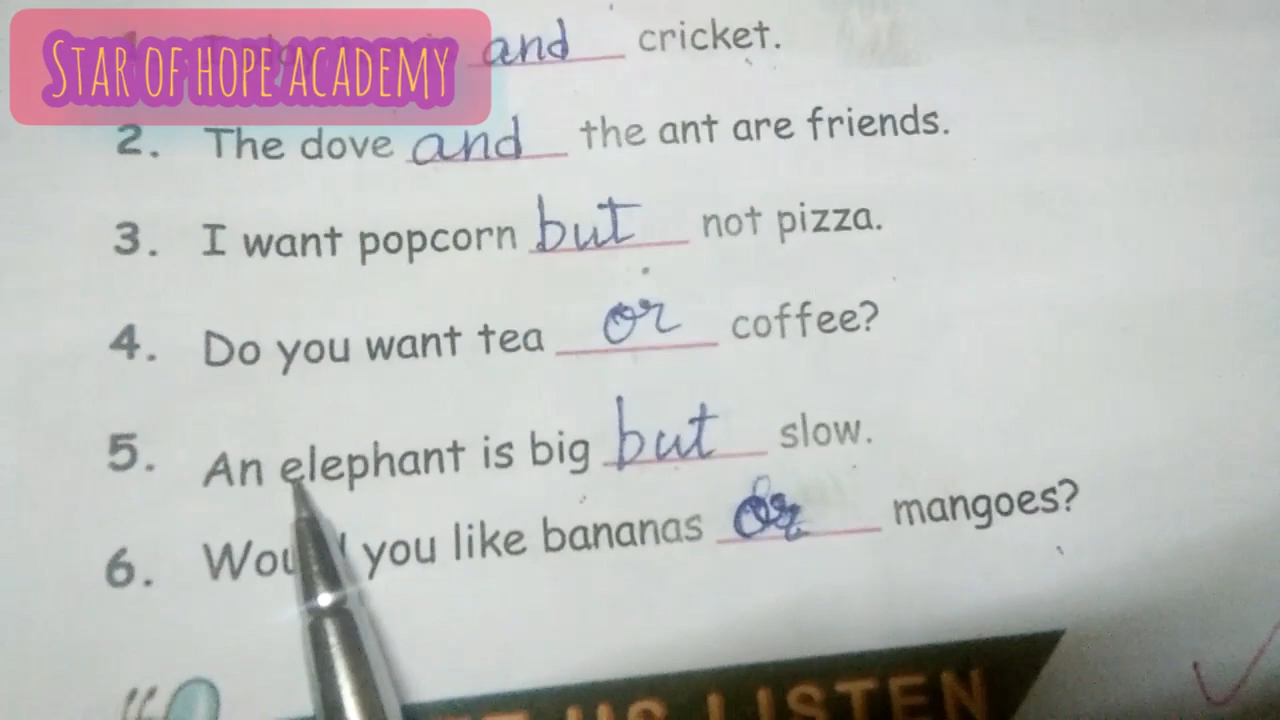 STAR OF HOPE ACADEMY
and cricket.
2. The dove and the ant are friends.
3. I want popcorn but not pizza.
4. Do you want tea or coffee?
5. An elephant is big but slow.
6. you like bananas or mangoes?
US LISTEN